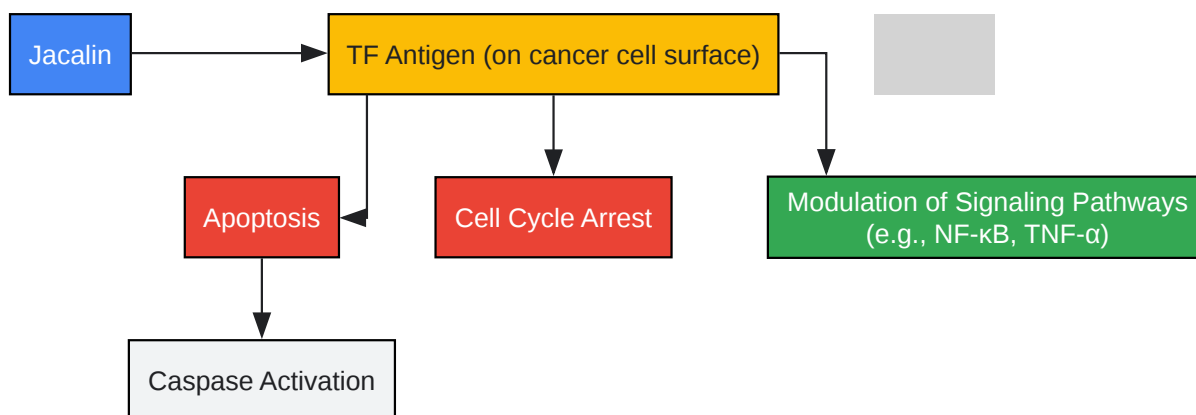 Jacalin
TF Antigen (on cancer cell surface)
Apoptosis
Cell Cycle Arrest
Modulation of Signaling Pathways
(e.g., NF-κB, TNF-α)
Caspase Activation